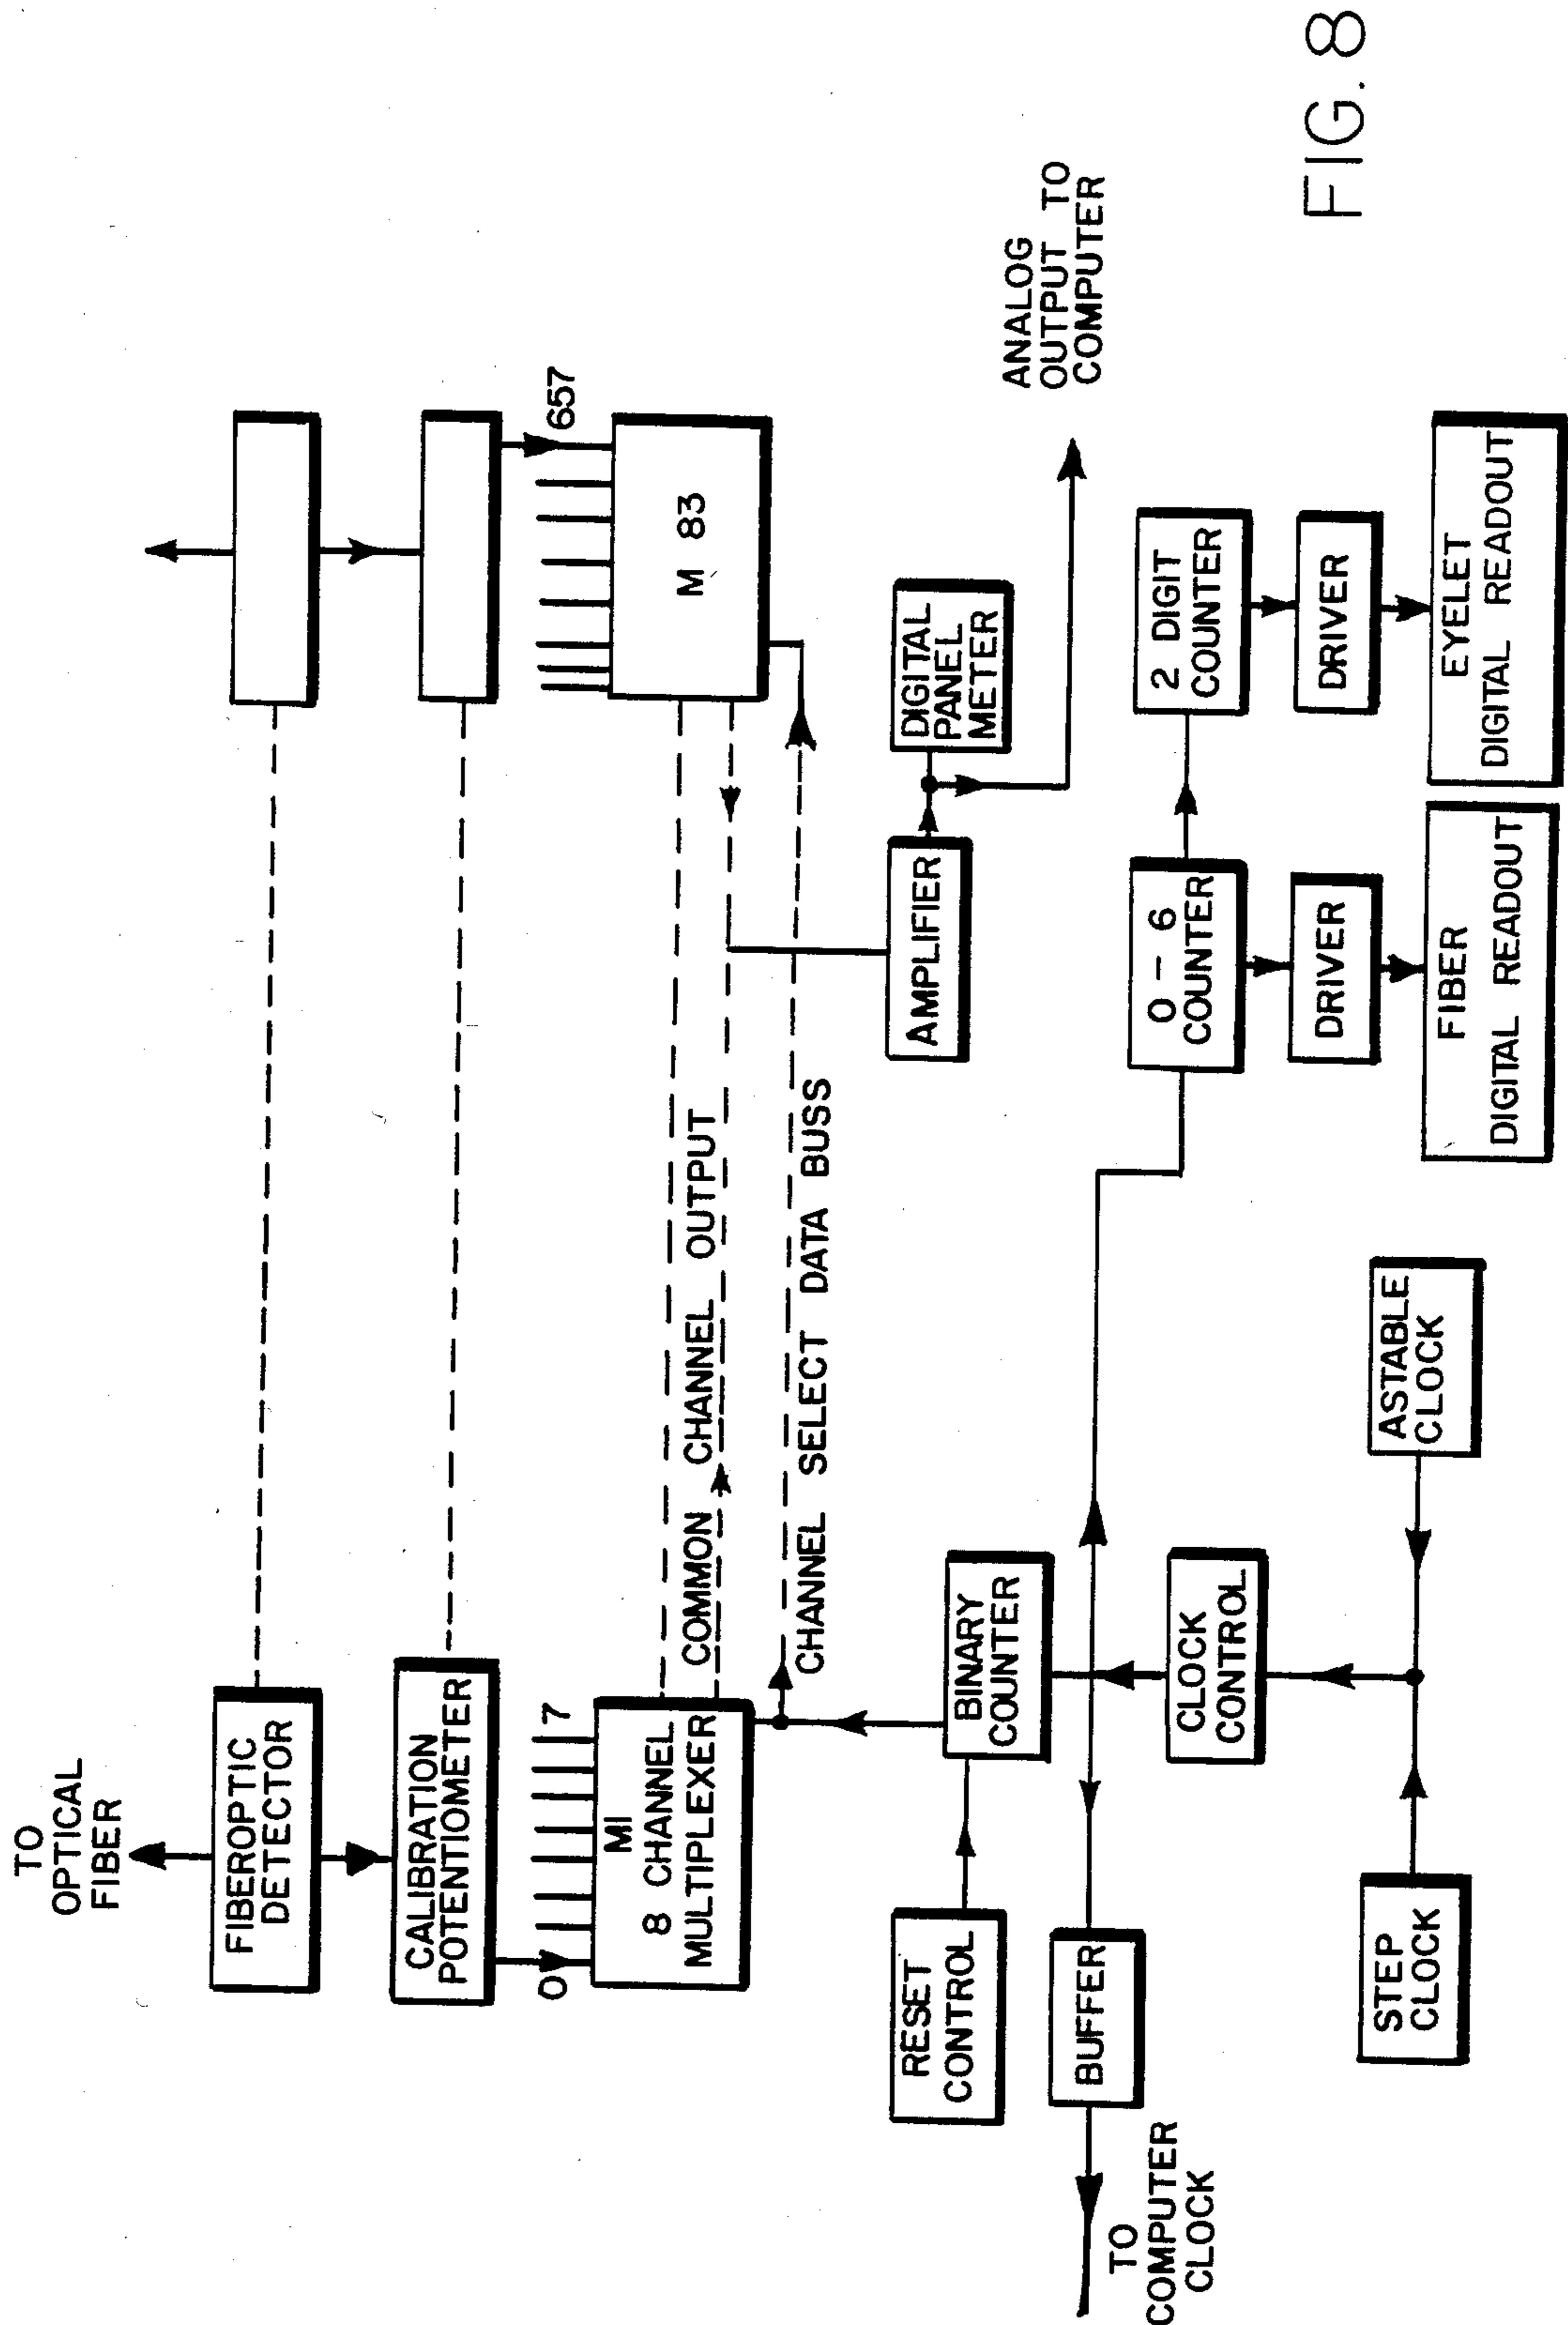 TO
OPTICAL
FIBER
FIBEROPTIC
DETECTOR
CALIBRATION
POTENTIOMETER
0
7
657
M1
8 CHANNEL
MULTIPLEXER
M 83
COMMON CHANNEL OUTPUT
CHANNEL SELECT DATA BUSS
RESET
CONTROL
BINARY
COUNTER
AMPLIFIER
DIGITAL
PANEL
METER
ANALOG
OUTPUT TO
COMPUTER
TO
COMPUTER
CLOCK
BUFFER
CLOCK
CONTROL
0 – 6
COUNTER
2 DIGIT
COUNTER
DRIVER
DRIVER
STEP
CLOCK
ASTABLE
CLOCK
FIBER
DIGITAL READOUT
EYELET
DIGITAL READOUT
FIG. 8